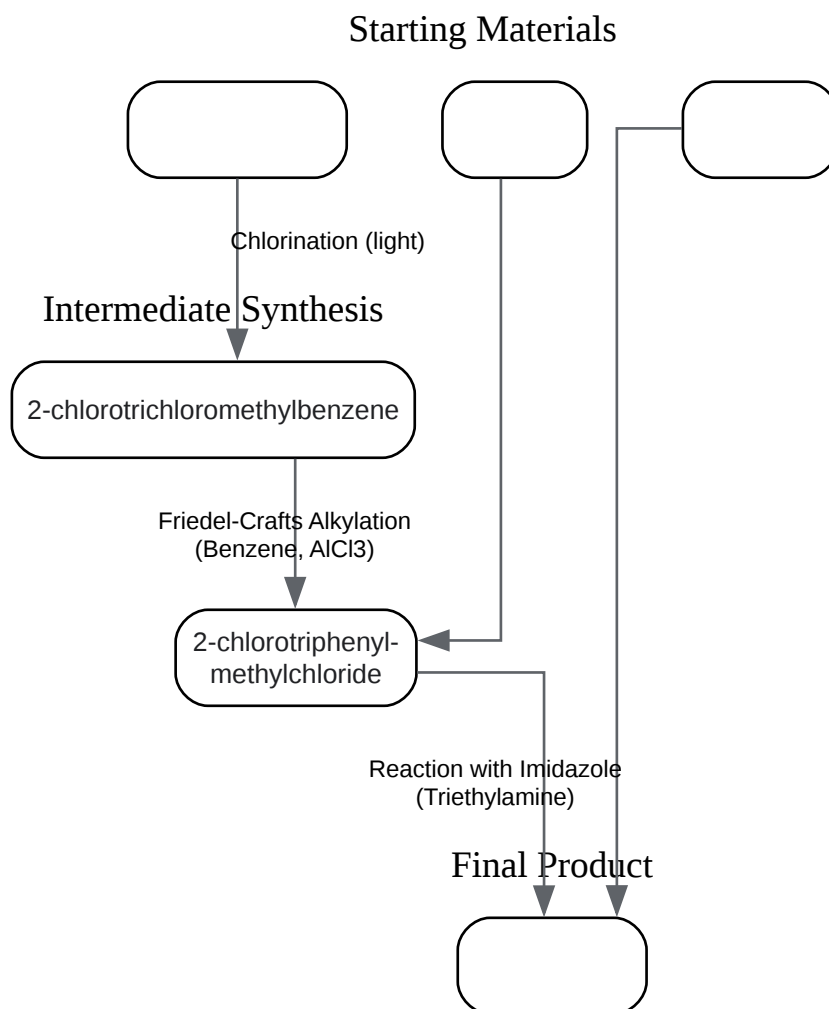 Starting Materials
Chlorination (light)
Intermediate Synthesis
2-chlorotrichloromethylbenzene
Friedel-Crafts Alkylation
(Benzene, AlCl3)
2-chlorotriphenyl-
methylchloride
Reaction with Imidazole
(Triethylamine)
Final Product